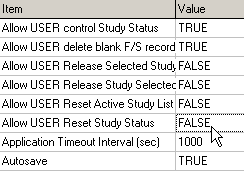 Item Value
Allow USER control Study Status TRUE
Allow USER delete blank F/S record TRUE
Allow USER Release Selected Study FALSE
Allow USER Release Study Selected FALSE
Allow USER Reset Active Study List FALSE
Allow USER Reset Study Status FALSE
Application Timeout Interval (sec) 1000
Autosave TRUE